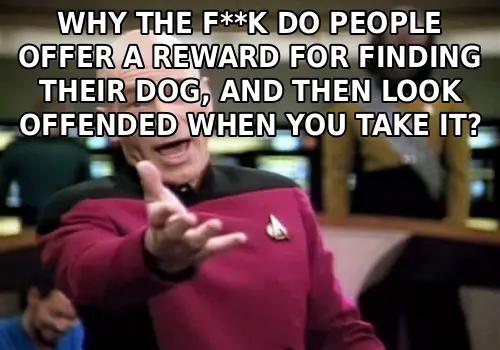 WHY THE F**K DO PEOPLE
OFFER A REWARD FOR FINDING
THEIR DOG, AND THEN LOOK
OFFENDED WHEN YOU TAKE IT?